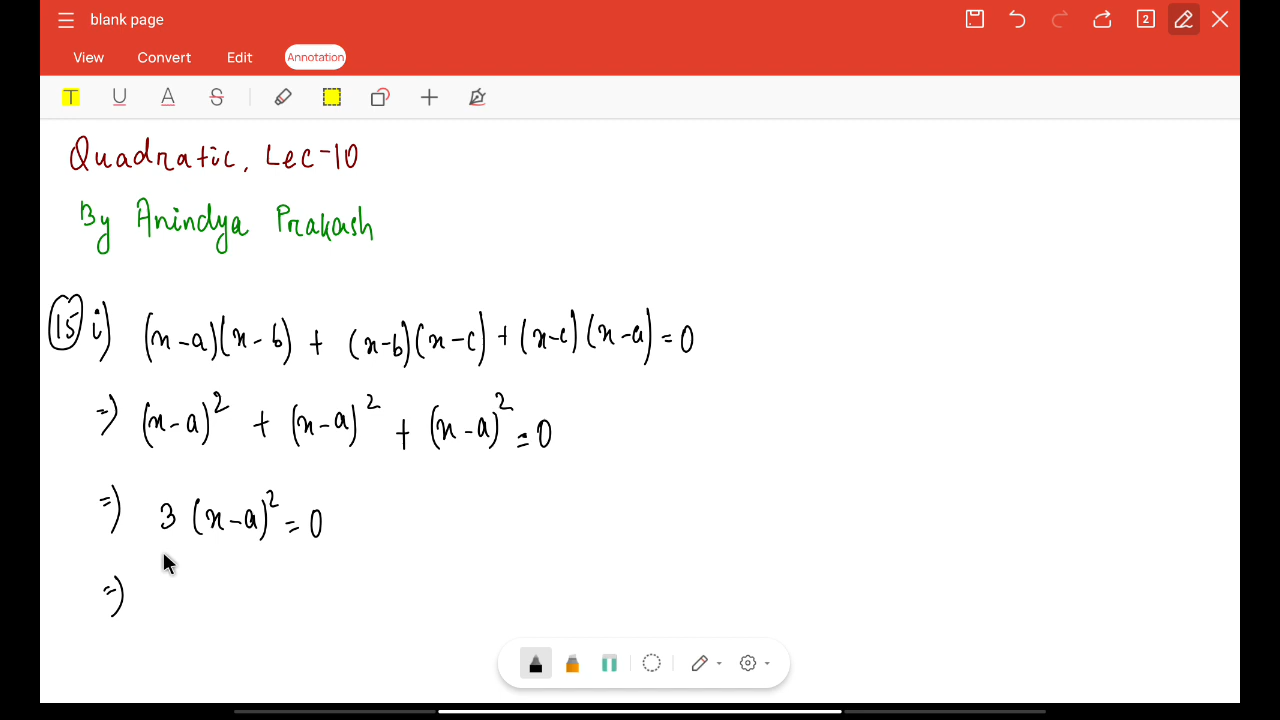 blank page
2
View Convert Edit Annotation
T U A S
Quadratic, Lec-10
By Anindya Prakash
15 i) (x-a)(x-b) + (x-b)(x-c) + (x-c)(x-a) = 0
=) (x-a)² + (x-a)² + (x-a)² = 0
=) 3 (x-a)² = 0
=)